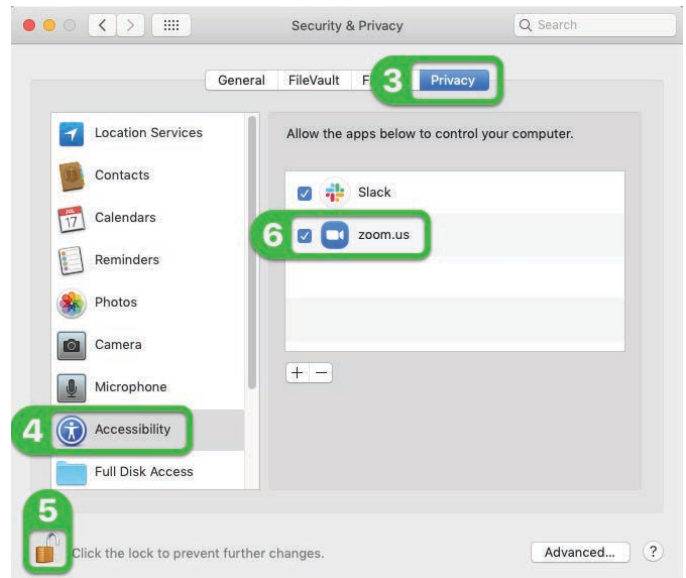 Security & Privacy
Search
General FileVault F 3 Privacy
Location Services
Contacts
JUL
17
Calendars
Reminders
Photos
Camera
Microphone
4 Accessibility
Full Disk Access
Allow the apps below to control your computer.
Slack
6 zoom.us
+ −
5
Click the lock to prevent further changes.
Advanced... ?